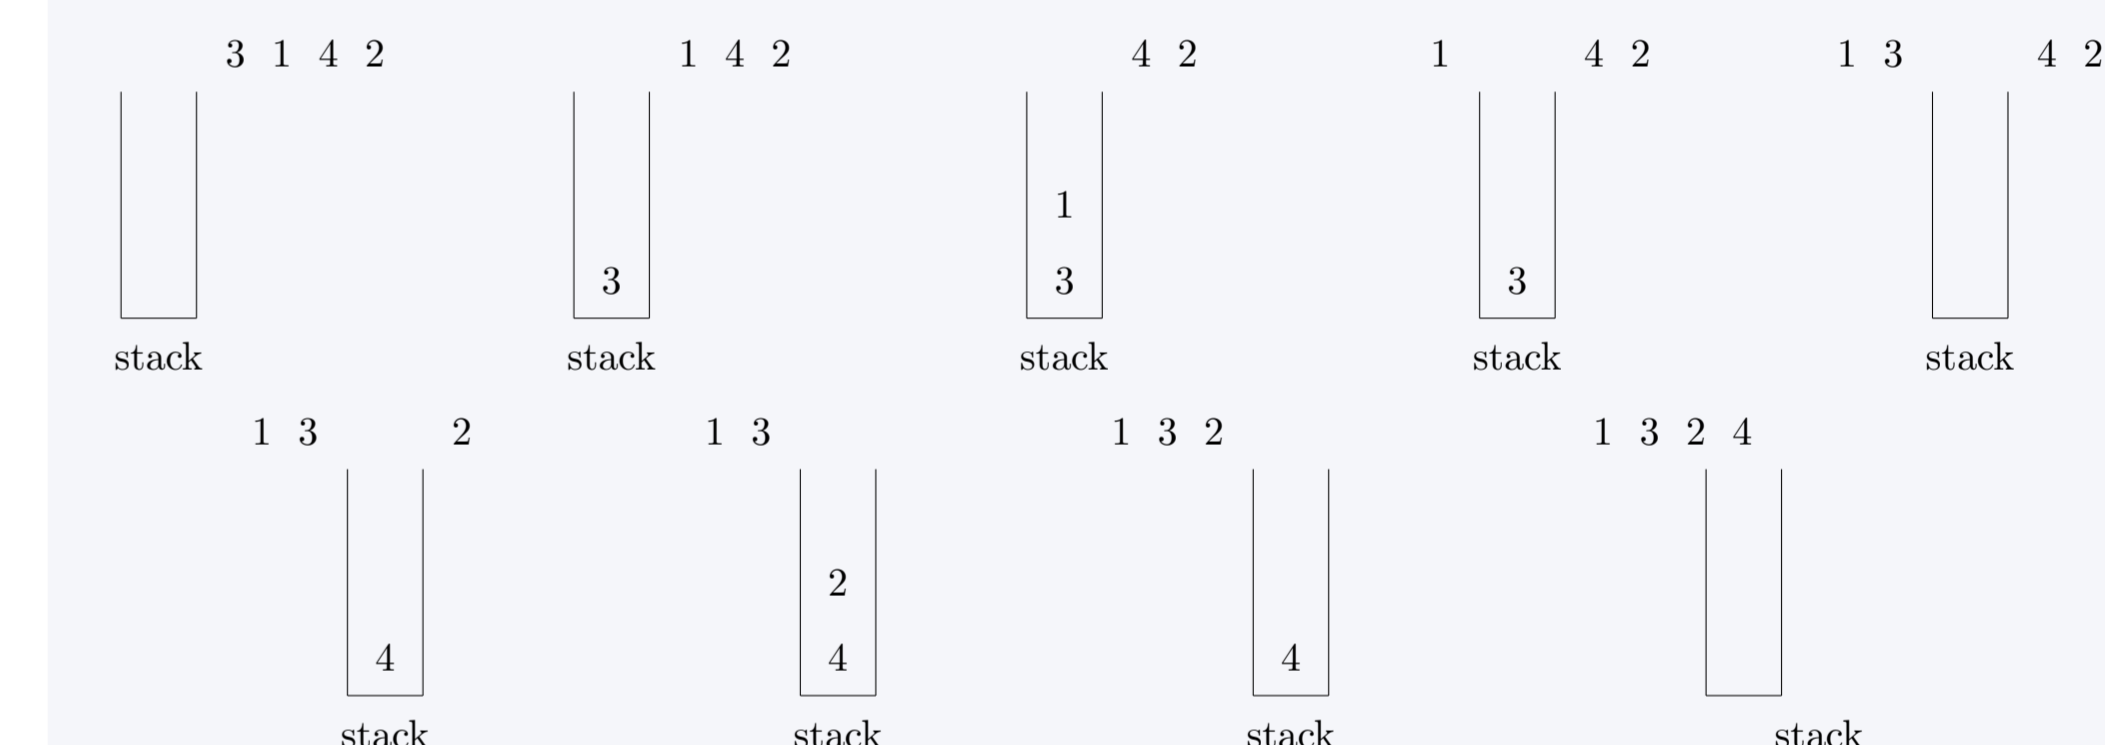 3 1 4 2 1 4 2 4 2 1 4 2 1 3 4 2
1
3 3 3
stack stack stack stack stack
1 3 2 1 3 1 3 2 1 3 2 4
2
4 4 4
stack stack stack stack